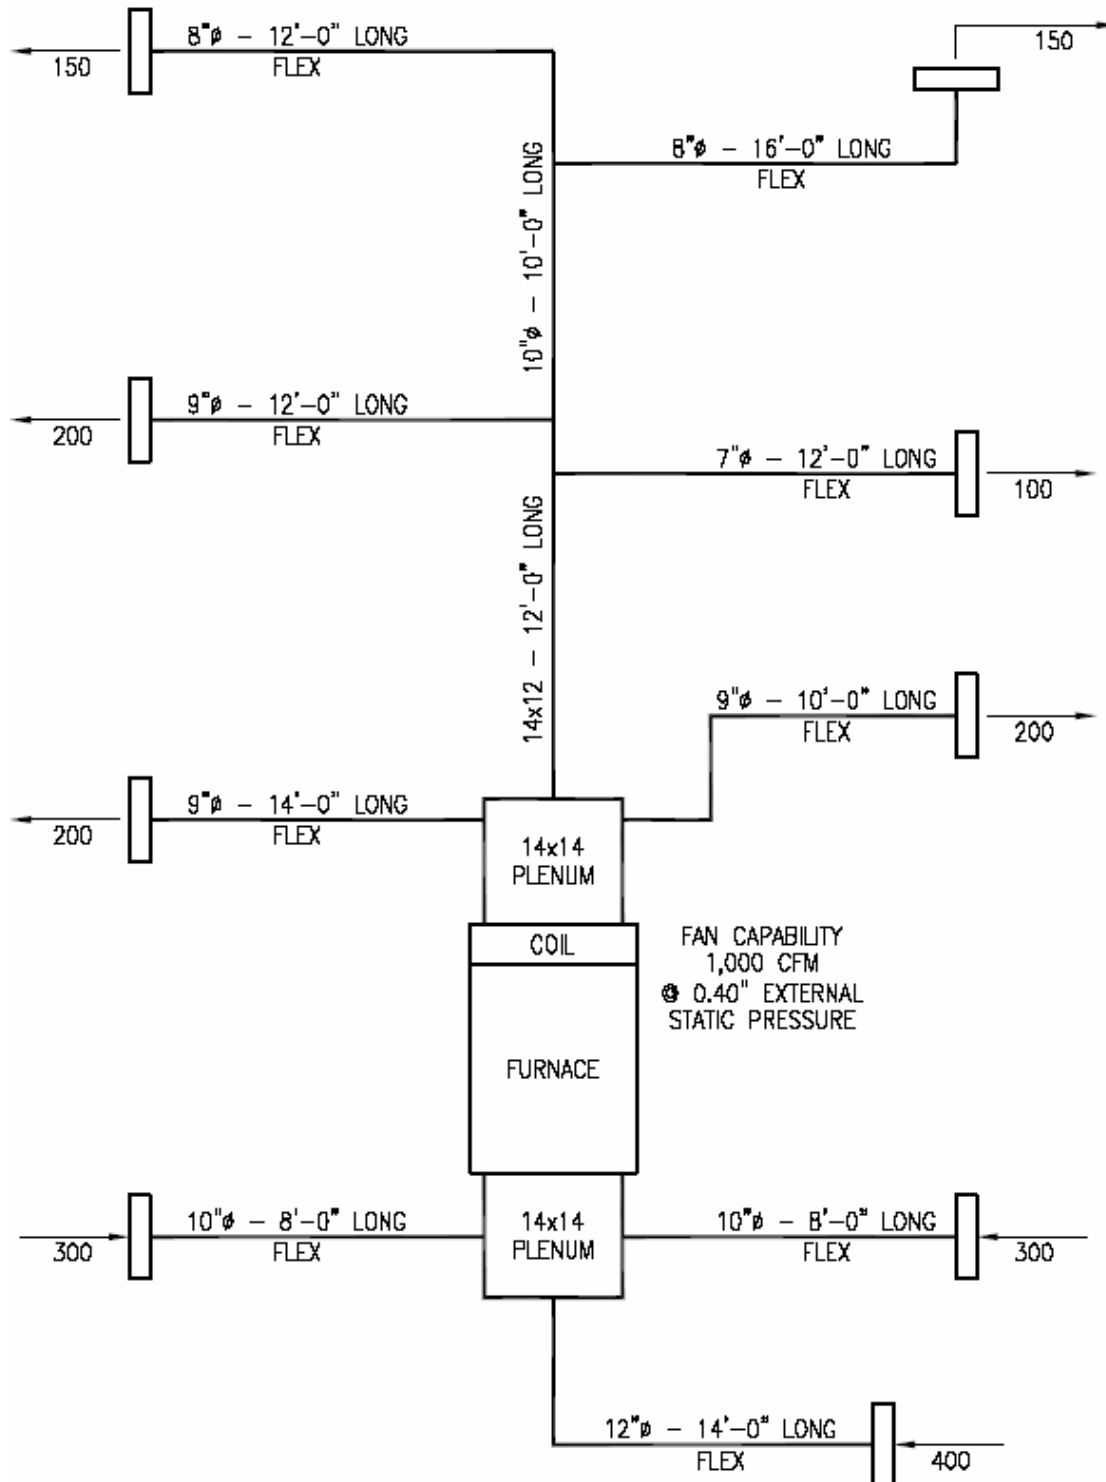 8"ø - 12'-0" LONG
FLEX
150
150
8"ø - 16'-0" LONG
FLEX
10"ø - 10'-0" LONG
9"ø - 12'-0" LONG
FLEX
200
7"ø - 12'-0" LONG
FLEX
100
14x12 - 12'-0" LONG
9"ø - 10'-0" LONG
FLEX
200
9"ø - 14'-0" LONG
FLEX
200
14x14
PLENUM
COIL
FAN CAPABILITY
1,000 CFM
@ 0.40" EXTERNAL
STATIC PRESSURE
FURNACE
10"ø - 8'-0" LONG
FLEX
300
14x14
PLENUM
10"ø - 8'-0" LONG
FLEX
300
12"ø - 14'-0" LONG
FLEX
400